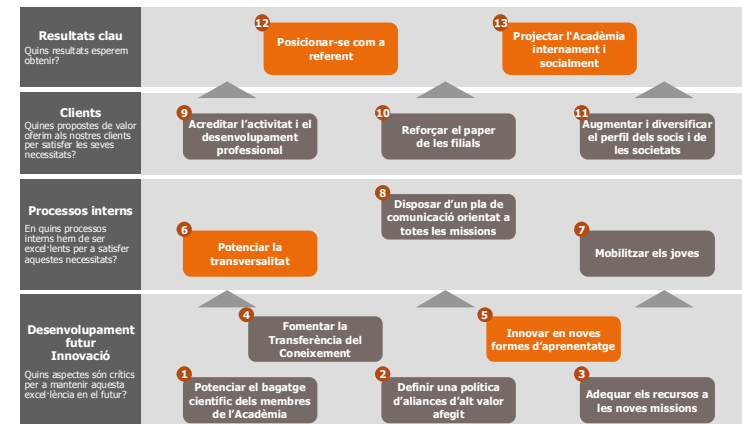 Resultats clau
Quins resultats esperem
obtenir?
12
Posicionar-se com a
referent
13
Projectar l'Acadèmia
internament i
socialment
Clients
Quines propostes de valor
oferim als nostres clients
per satisfer les seves
necessitats?
9
Acreditar l’activitat i el
desenvolupament
professional
10
Reforçar el paper
de les filials
11
Augmentar i diversificar
el perfil dels socis i de
les societats
Processos interns
En quins processos
interns hem de ser
excel·lents per a satisfer
aquestes necessitats?
6
Potenciar la
transversalitat
8
Disposar d’un pla de
comunicació orientat a
totes les missions
7
Mobilitzar els joves
Desenvolupament
futur
Innovació
Quins aspectes són crítics
per a mantenir aquesta
excel·lència en el futur?
4
Fomentar la
Transferència del
Coneixement
5
Innovar en noves
formes d’aprenentatge
1
Potenciar el bagatge
científic dels membres
de l’Acadèmia
2
Definir una política
d’aliances d’alt valor
afegit
3
Adequar els recursos a
les noves missions